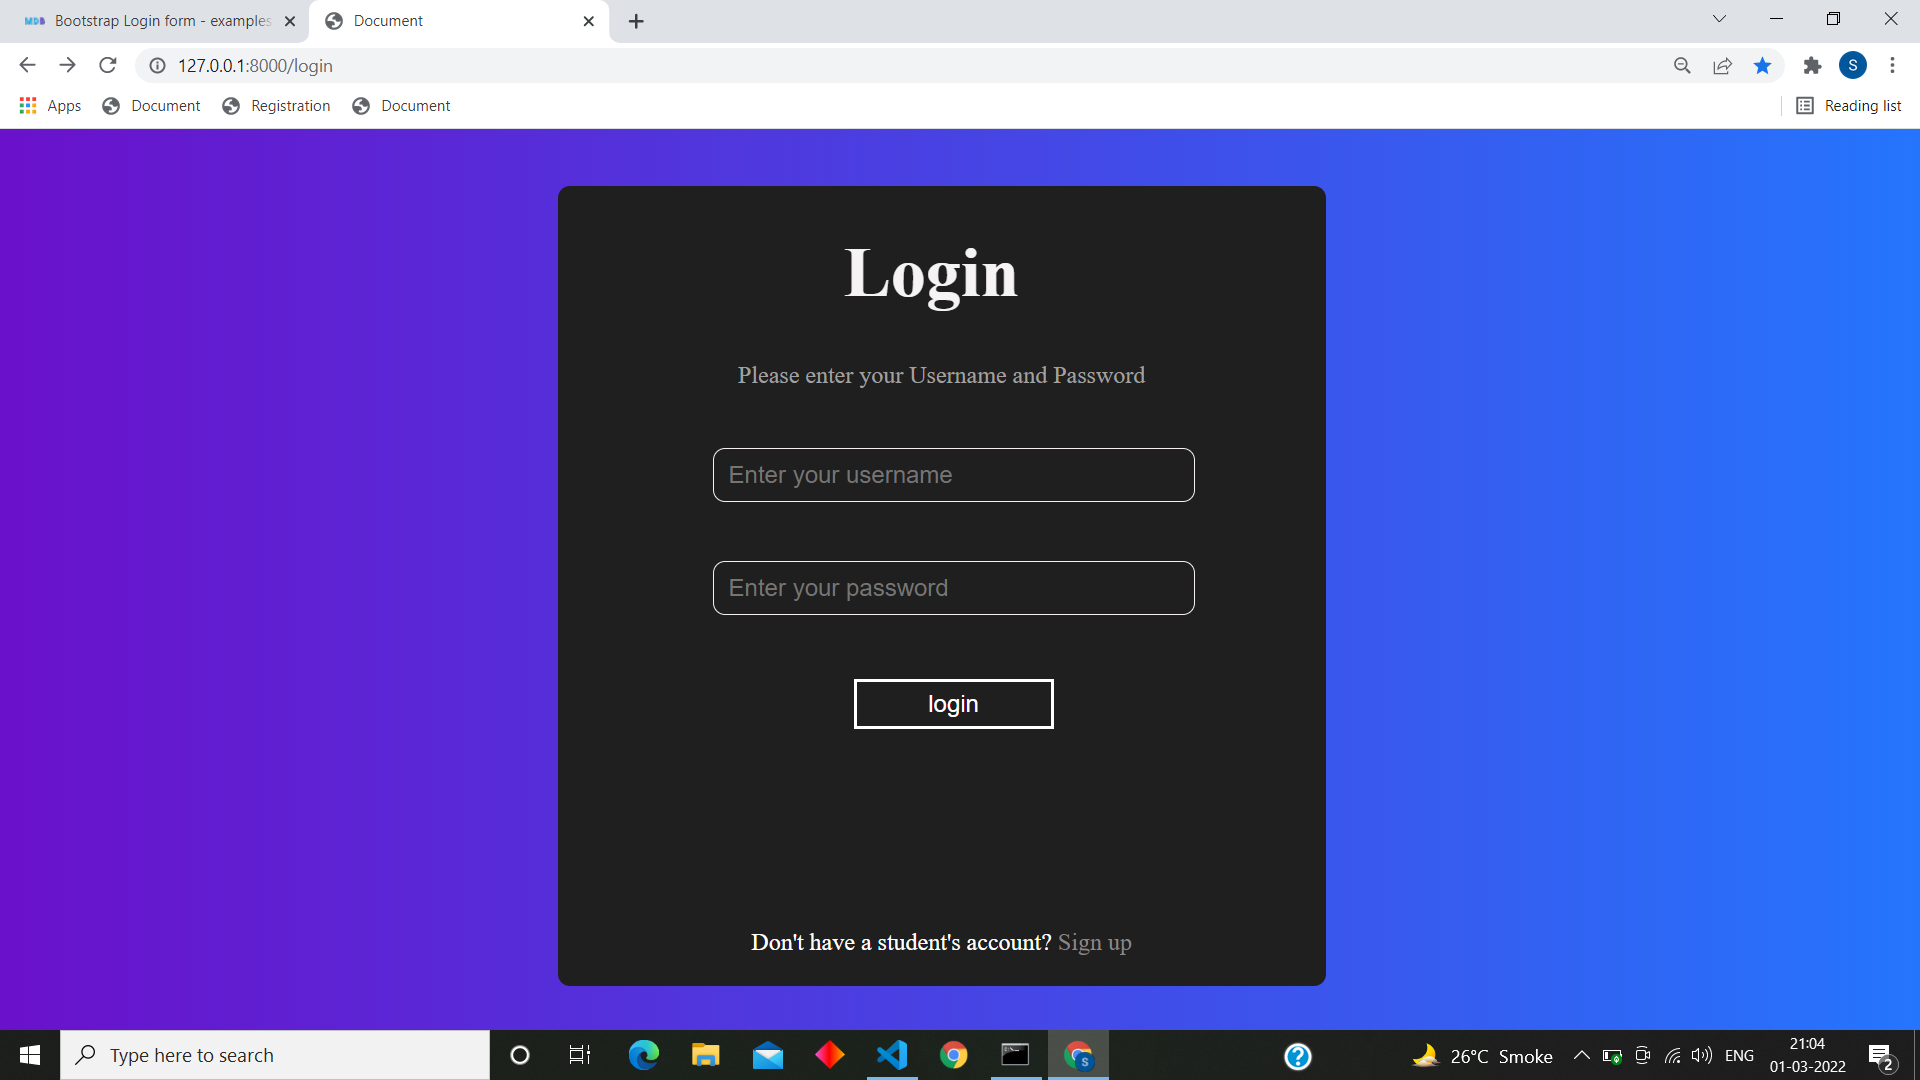 MDB Bootstrap Login form - examples
Document
127.0.0.1:8000/login
S
Apps
Document
Registration
Document
Reading list
Login
Please enter your Username and Password
Enter your username
Enter your password
login
Don't have a student's account? Sign up
Type here to search
S
?
26°C Smoke
ENG
21:04
01-03-2022
2